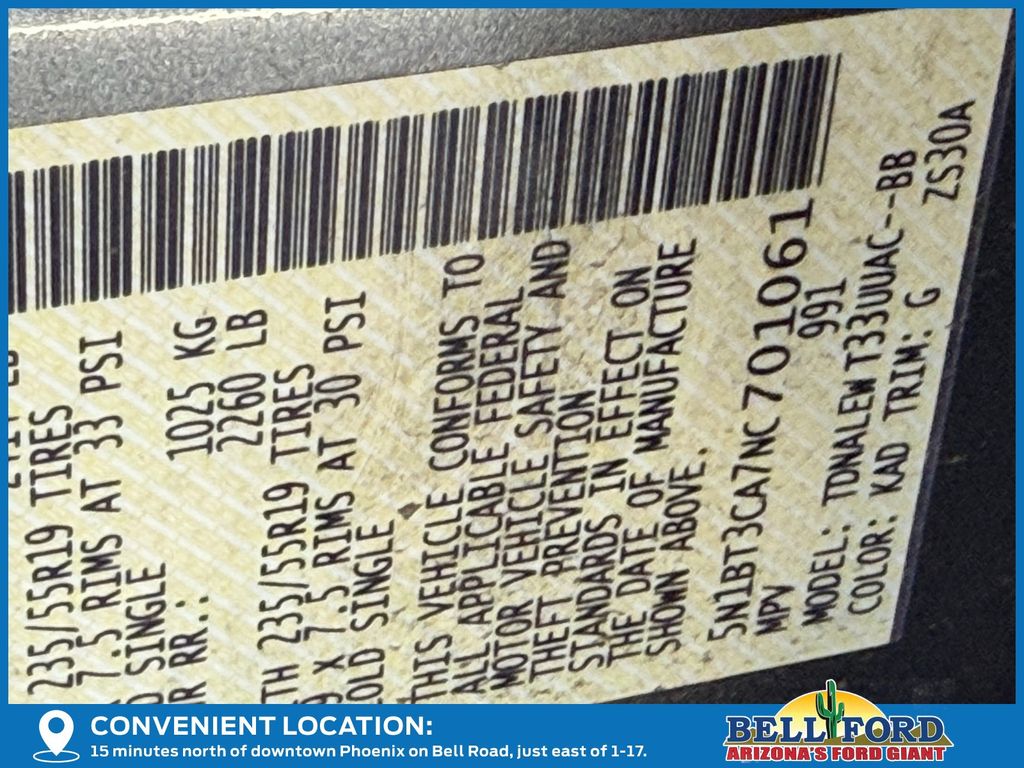 235/55R19 TIRES
7.5 RIMS AT 33 PSI
SINGLE
RR.:
1025 KG
2260 LB
235/55R19 TIRES
X 7.5 RIMS AT 30 PSI
SINGLE
THIS VEHICLE CONFORMS TO
ALL APPLICABLE FEDERAL
MOTOR VEHICLE SAFETY AND
THEFT PREVENTION
STANDARDS IN EFFECT ON
THE DATE OF MANUFACTURE
SHOWN ABOVE.
5N1BT3CA7NC701061
MPV 991
MODEL: TDNALEW T33UUAC--BB
COLOR: KAD TRIM: G ZS30A
CONVENIENT LOCATION:
15 minutes north of downtown Phoenix on Bell Road, just east of 1-17.
BELL FORD
ARIZONA'S FORD GIANT